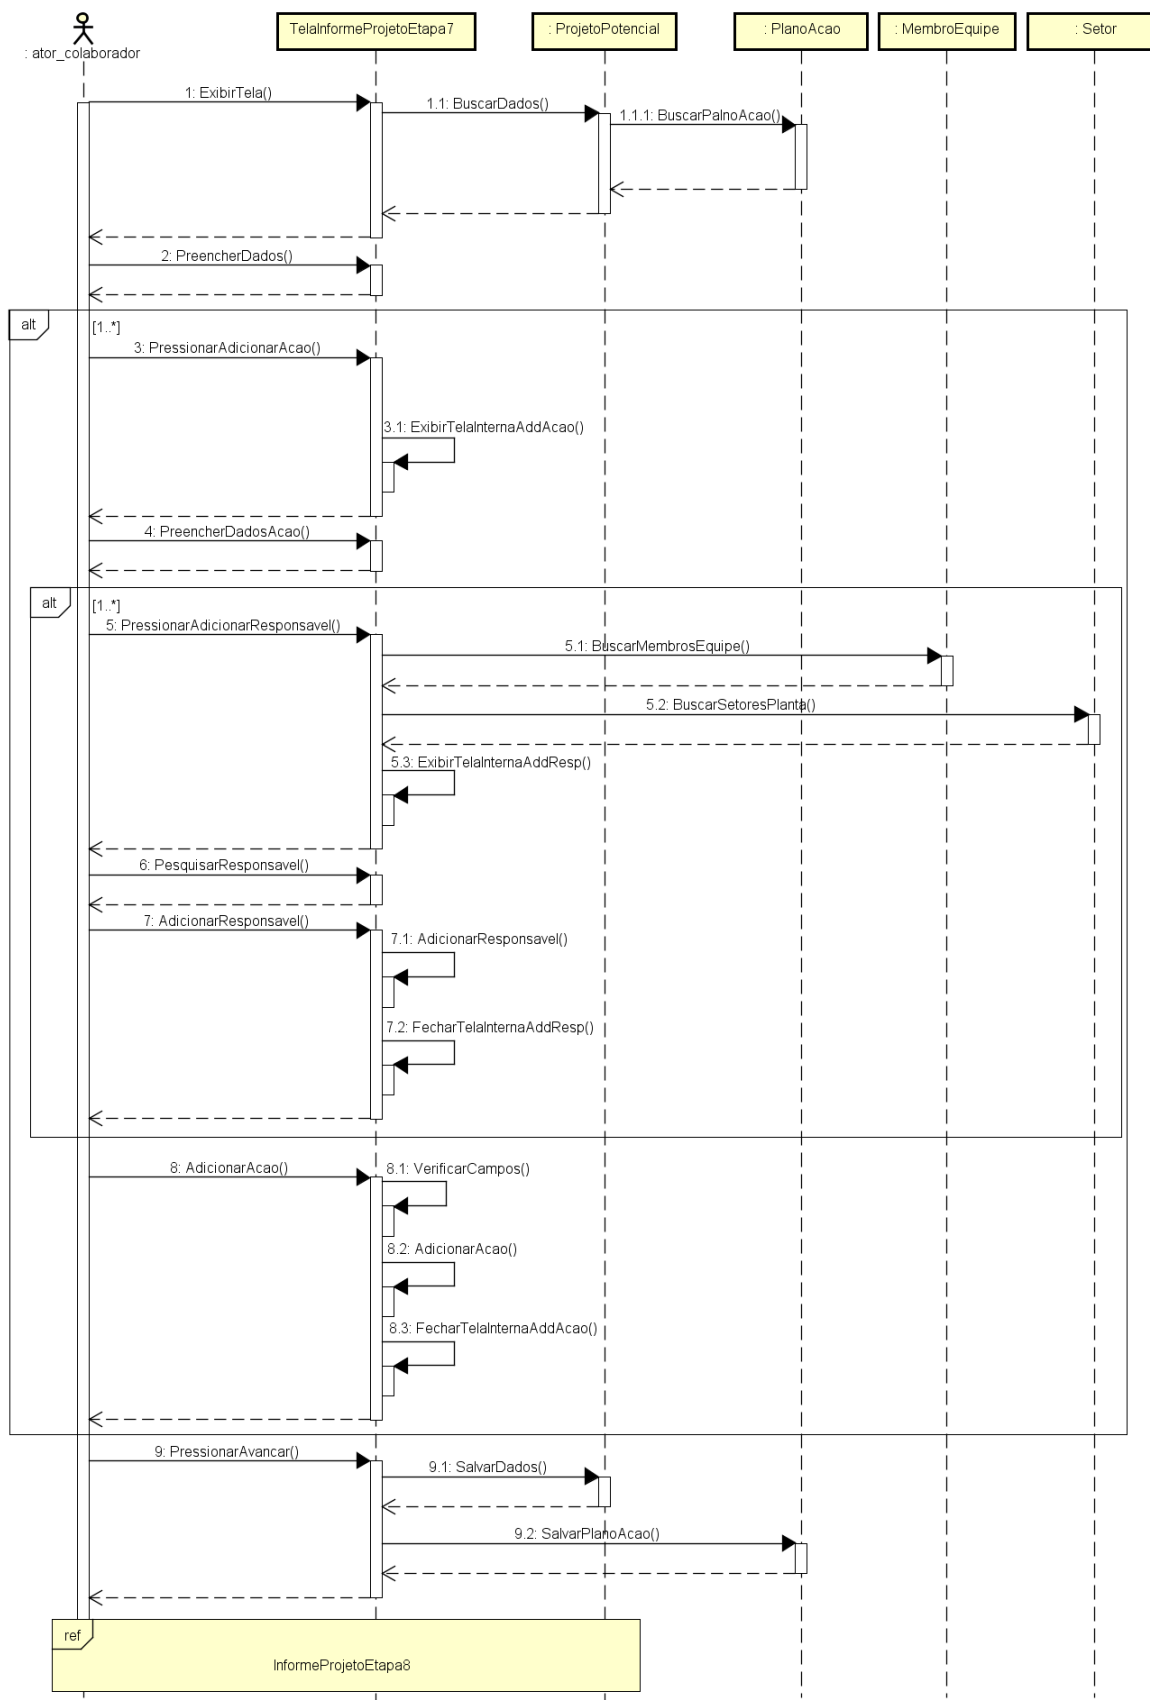 : ator_colaborador
TelaInformeProjetoEtapa7
: ProjetoPotencial
: PlanoAcao
: MembroEquipe
: Setor
1: ExibirTela()
1.1: BuscarDados()
1.1.1: BuscarPalnoAcao()
2: PreencherDados()
alt
[1..*]
3: PressionarAdicionarAcao()
3.1: ExibirTelaInternaAddAcao()
4: PreencherDadosAcao()
alt
[1..*]
5: PressionarAdicionarResponsavel()
5.1: BuscarMembrosEquipe()
5.2: BuscarSetoresPlanta()
5.3: ExibirTelaInternaAddResp()
6: PesquisarResponsavel()
7: AdicionarResponsavel()
7.1: AdicionarResponsavel()
7.2: FecharTelaInternaAddResp()
8: AdicionarAcao()
8.1: VerificarCampos()
8.2: AdicionarAcao()
8.3: FecharTelaInternaAddAcao()
9: PressionarAvancar()
9.1: SalvarDados()
9.2: SalvarPlanoAcao()
ref
InformeProjetoEtapa8